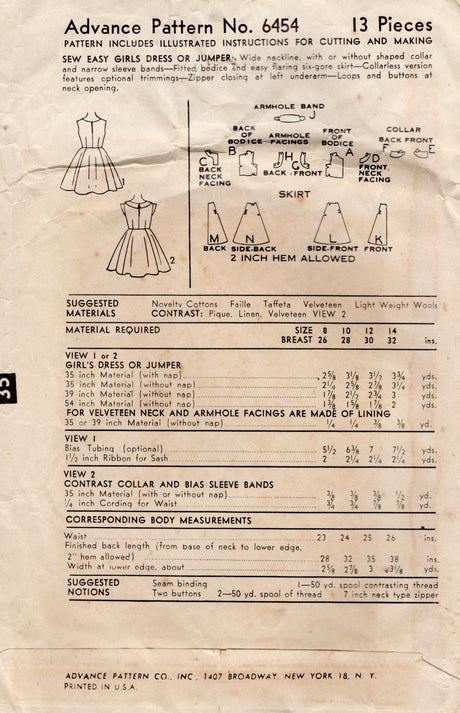 Advance Pattern No. 6454 13 Pieces
PATTERN INCLUDES ILLUSTRATED INSTRUCTIONS FOR CUTTING AND MAKING
SEW EASY GIRLS DRESS OR JUMPER: Wide neckline, with or without shaped collar
and narrow sleeve bands—Fitted bodice and easy flaring six-gore skirt—Collarless version
features optional trimmings—Zipper closing at left underarm—Loops and buttons at
neck opening.
ARMHOLE BAND
J
BACK OF BODICE
ARMHOLE FACINGS
FRONT OF BODICE
COLLAR
BACK FRONT
C B H G A D F E
BACK NECK FACING
BACK FRONT
FRONT NECK FACING
SKIRT
M N L K
BACK SIDE-BACK SIDE-FRONT FRONT
2 INCH HEM ALLOWED
1
2
35
SUGGESTED MATERIALS Novelty Cottons Faille Taffeta Velveteen Light Weight Wools
CONTRAST: Pique, Linen, Velveteen VIEW 2
MATERIAL REQUIRED SIZE 8 10 12 14
BREAST 26 28 30 32 ins.
VIEW 1 or 2
GIRL'S DRESS OR JUMPER
35 inch Material (with nap) 2⅝ 3⅛ 3½ 3¾ yds.
35 inch Material (without nap) 2¼ 2⅝ 2⅞ 3¼ yds.
39 inch Material (without nap) 1⅞ 2½ 2¾ 3 yds.
54 inch Material (without nap) 1⅜ 1⅝ 1⅞ 2 yds.
FOR VELVETEEN NECK AND ARMHOLE FACINGS ARE MADE OF LINING
35 or 39 inch Material (without nap) ¼ ¼ ⅜ ⅜ yd.
VIEW 1
Bias Tubing (optional) 5½ 6⅜ 7 7½ yds.
1½ inch Ribbon for Sash 2 2¼ 2¼ 2¼ yds.
VIEW 2
CONTRAST COLLAR AND BIAS SLEEVE BANDS
35 inch Material (with or without nap) ⅜ ⅜ ⅜ ½ yd.
¼ inch Cording for Waist ¾ ¾ ⅞ ⅞ yd.
CORRESPONDING BODY MEASUREMENTS
Waist 23 24 25 26 ins.
Finished back length (from base of neck to lower edge,
2" hem allowed) 28 32 35 38 ins.
Width at lower edge, about 2⅝ 2⅞ 3 3⅛ yds.
SUGGESTED NOTIONS Seam binding 1—50 yd. spool contrasting thread
Two buttons 2—50 yd. spool of thread 7 inch neck type zipper
ADVANCE PATTERN CO., INC., 1407 BROADWAY, NEW YORK 18, N. Y.
PRINTED IN U.S.A.